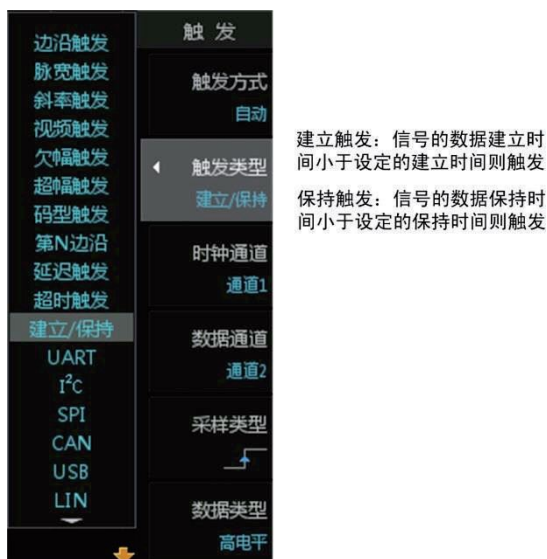 边沿触发
脉宽触发
斜率触发
视频触发
欠幅触发
超幅触发
码型触发
第N边沿
延迟触发
超时触发
建立/保持
UART
I²C
SPI
CAN
USB
LIN
触 发
触发方式
自动
触发类型
建立/保持
时钟通道
通道1
数据通道
通道2
采样类型
数据类型
高电平
建立触发：信号的数据建立时
间小于设定的建立时间则触发
保持触发：信号的数据保持时
间小于设定的保持时间则触发